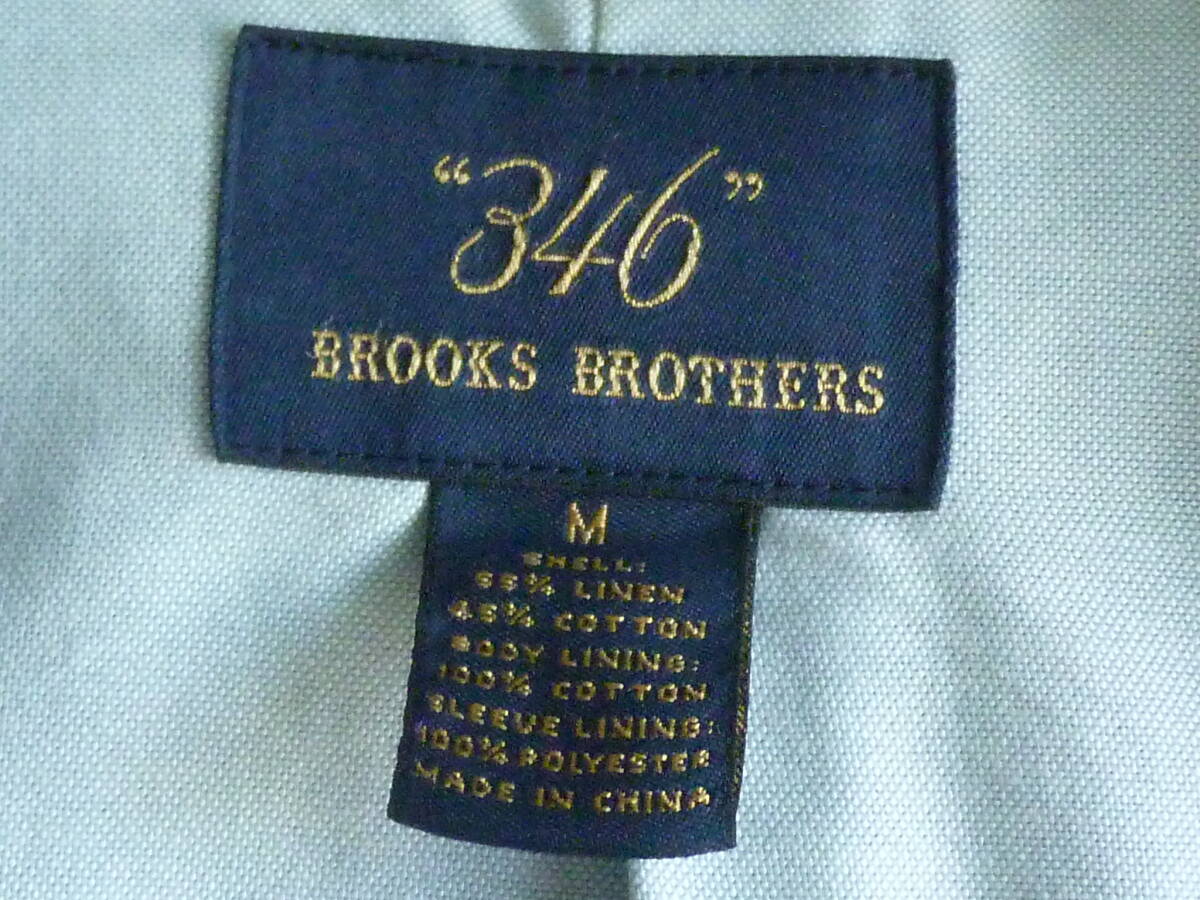 “346”
BROOKS BROTHERS
M
SHELL:
55% LINEN
45% COTTON
BODY LINING:
100% COTTON
SLEEVE LINING:
100% POLYESTER
MADE IN CHINA